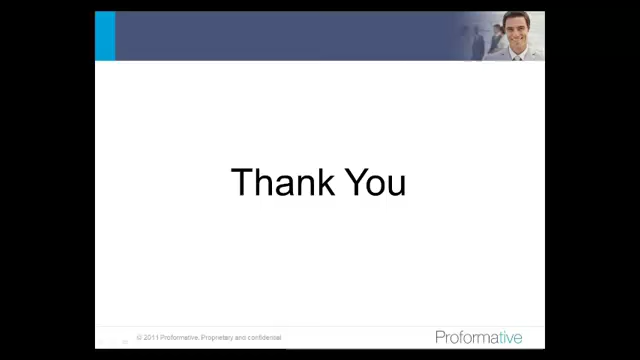 Thank You
© 2011 Proformative. Proprietary and confidential
Proformative